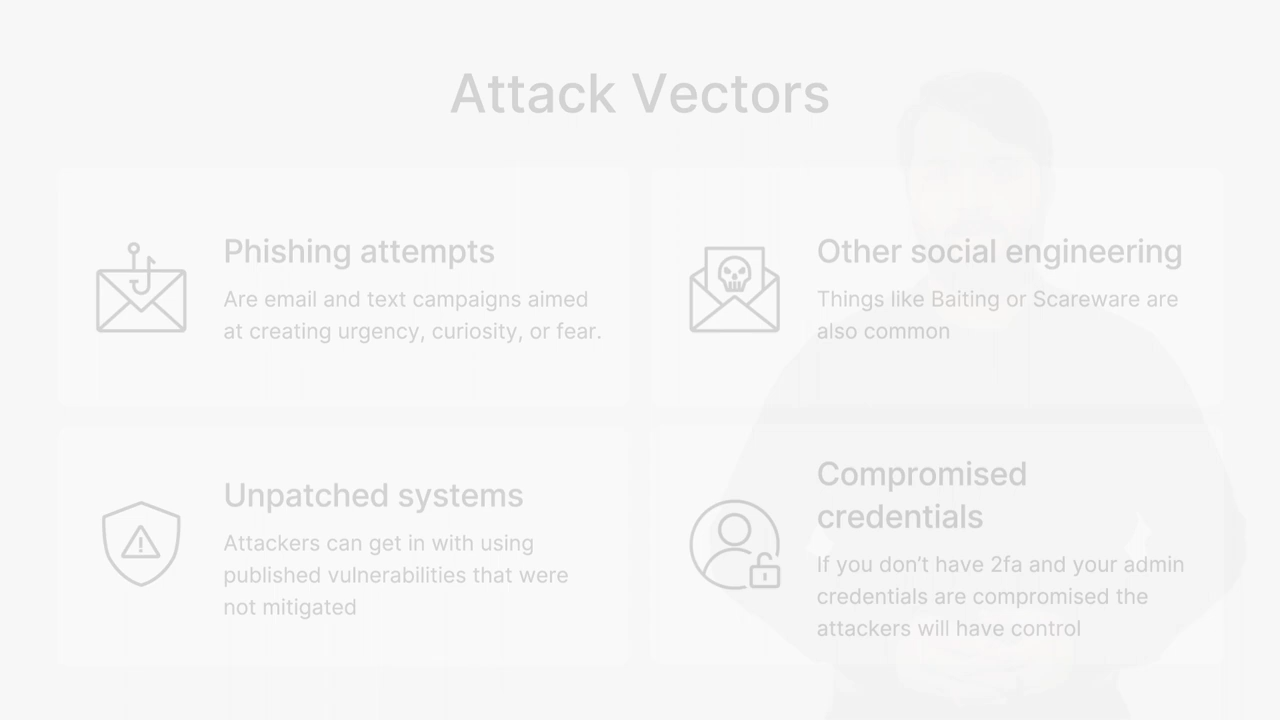 Attack Vectors
Phishing attempts
Are email and text campaigns aimed
at creating urgency, curiosity, or fear.
Other social engineering
Things like Baiting or Scareware are
also common
Unpatched systems
Attackers can get in with using
published vulnerabilities that were
not mitigated
Compromised
credentials
If you don’t have 2fa and your admin
credentials are compromised the
attackers will have control